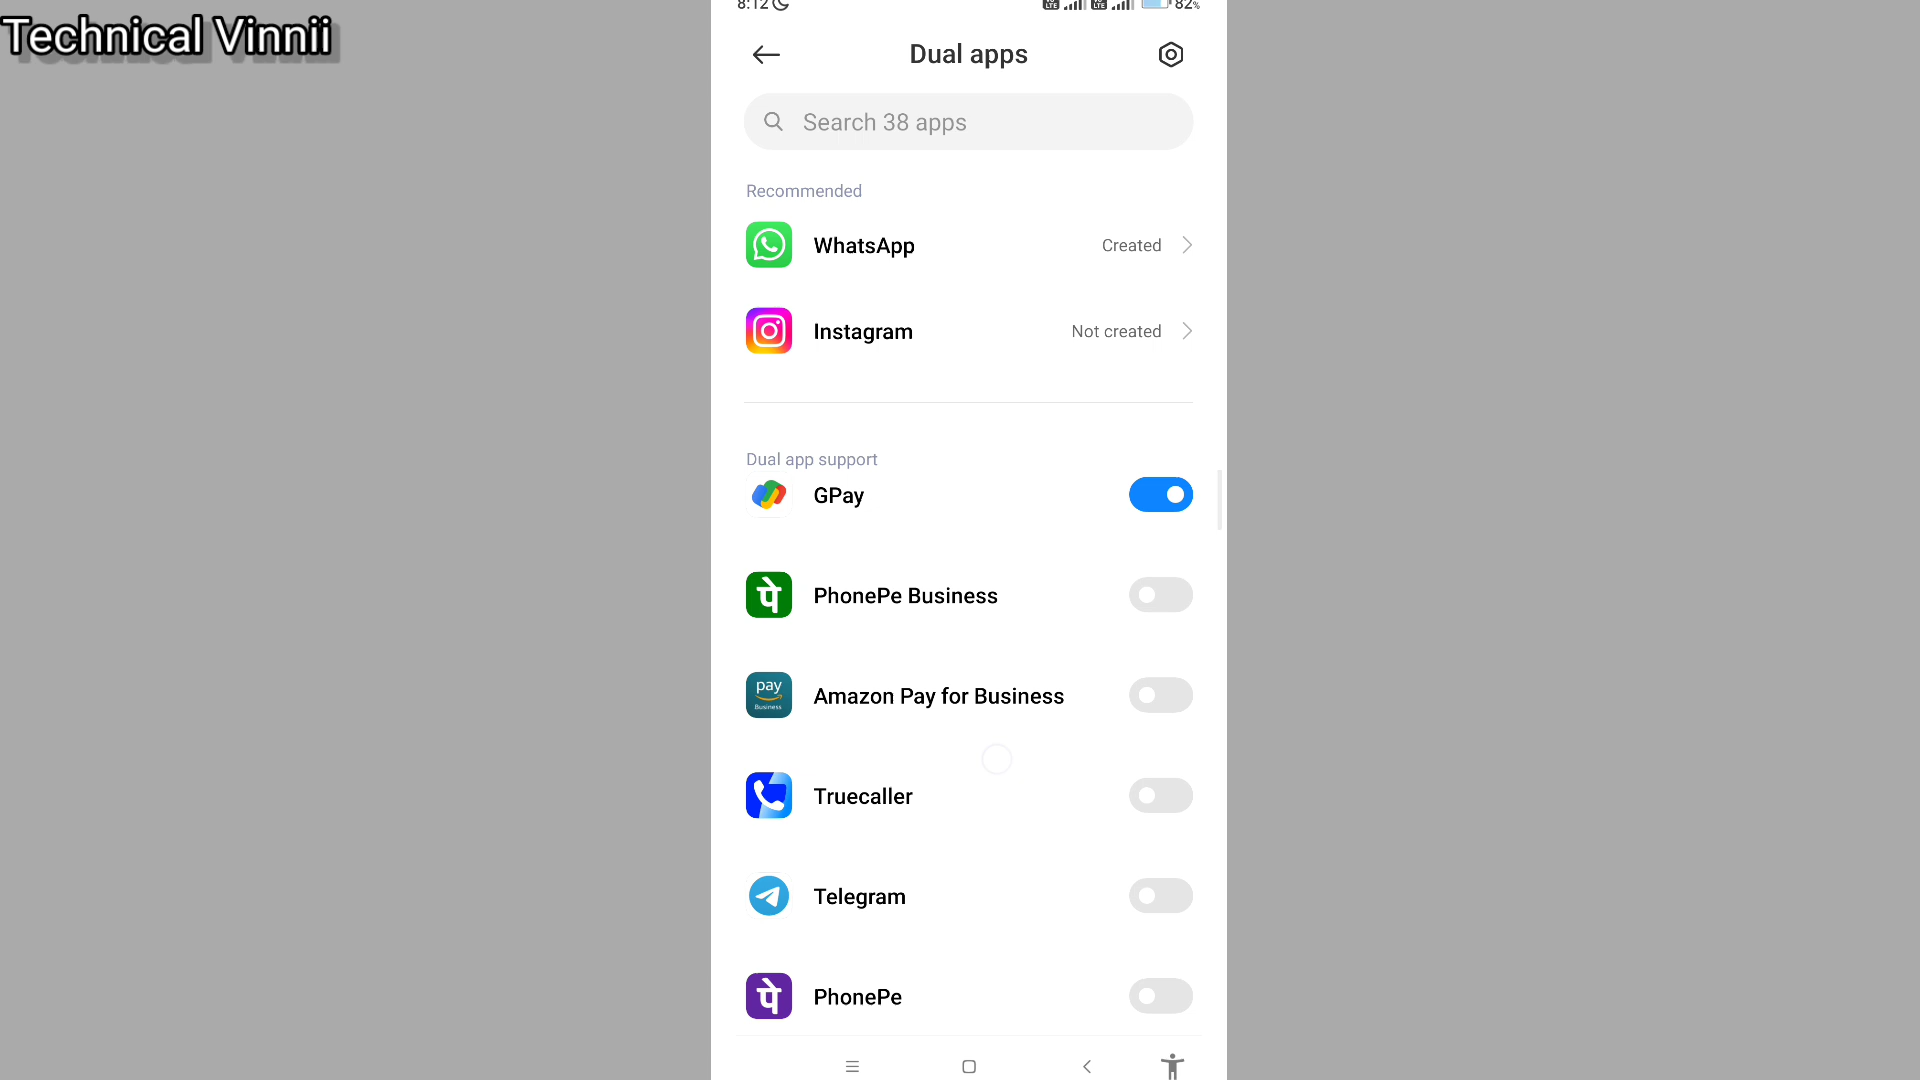 Technical Vinnii
8:12
82%
Dual apps
Search 38 apps
Recommended
WhatsApp
Created
Instagram
Not created
Dual app support
GPay
पे
PhonePe Business
pay
Business
Amazon Pay for Business
Truecaller
Telegram
पे
PhonePe